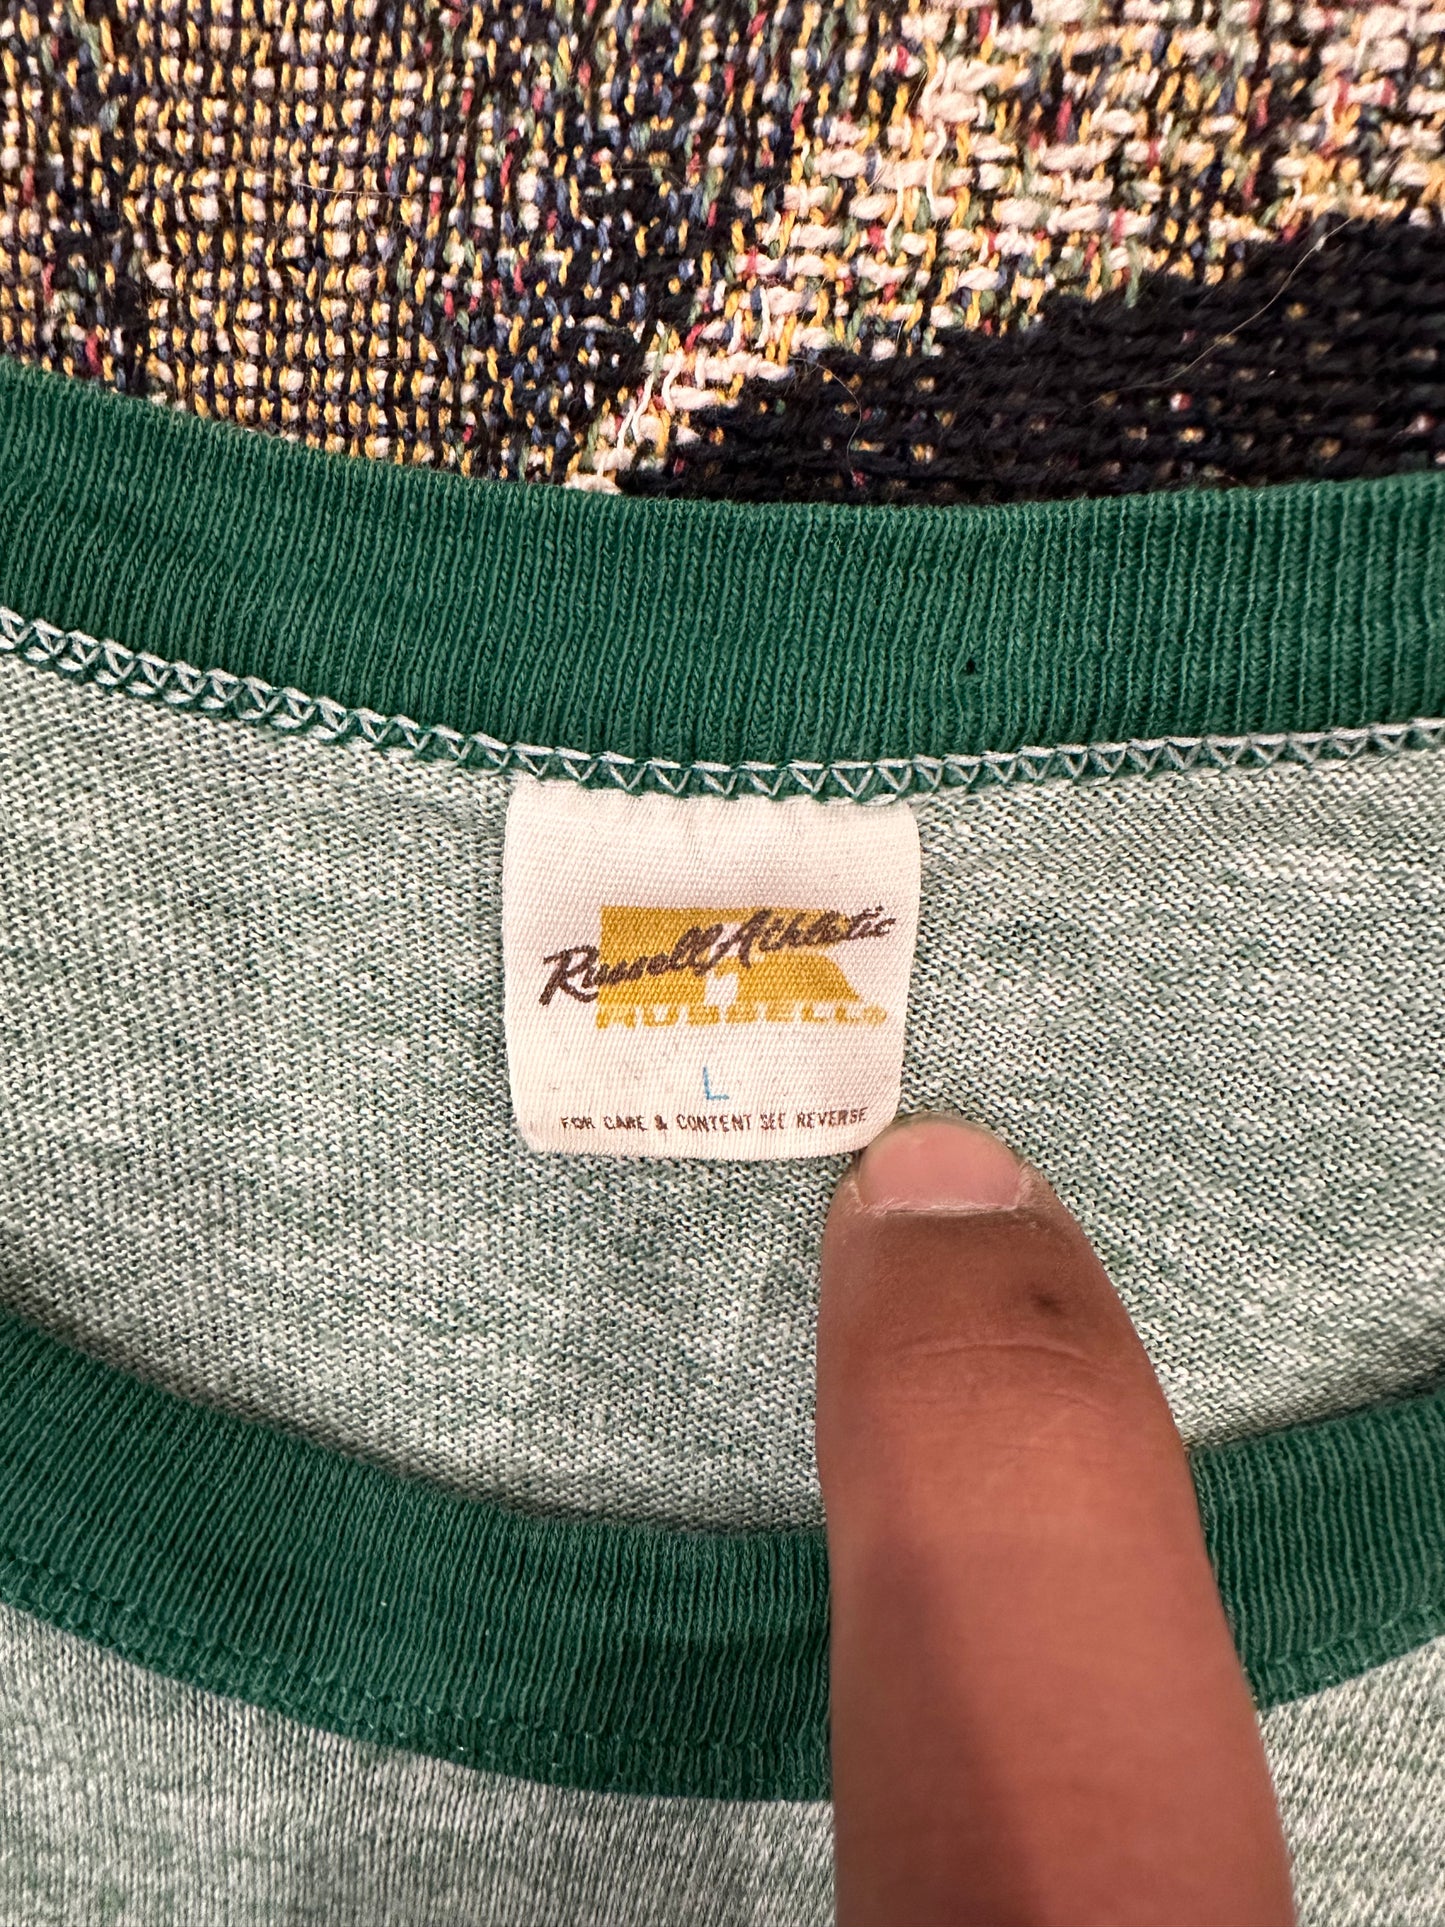 Russell Athletic
RUSSELL
L
FOR CARE & CONTENT SEE REVERSE